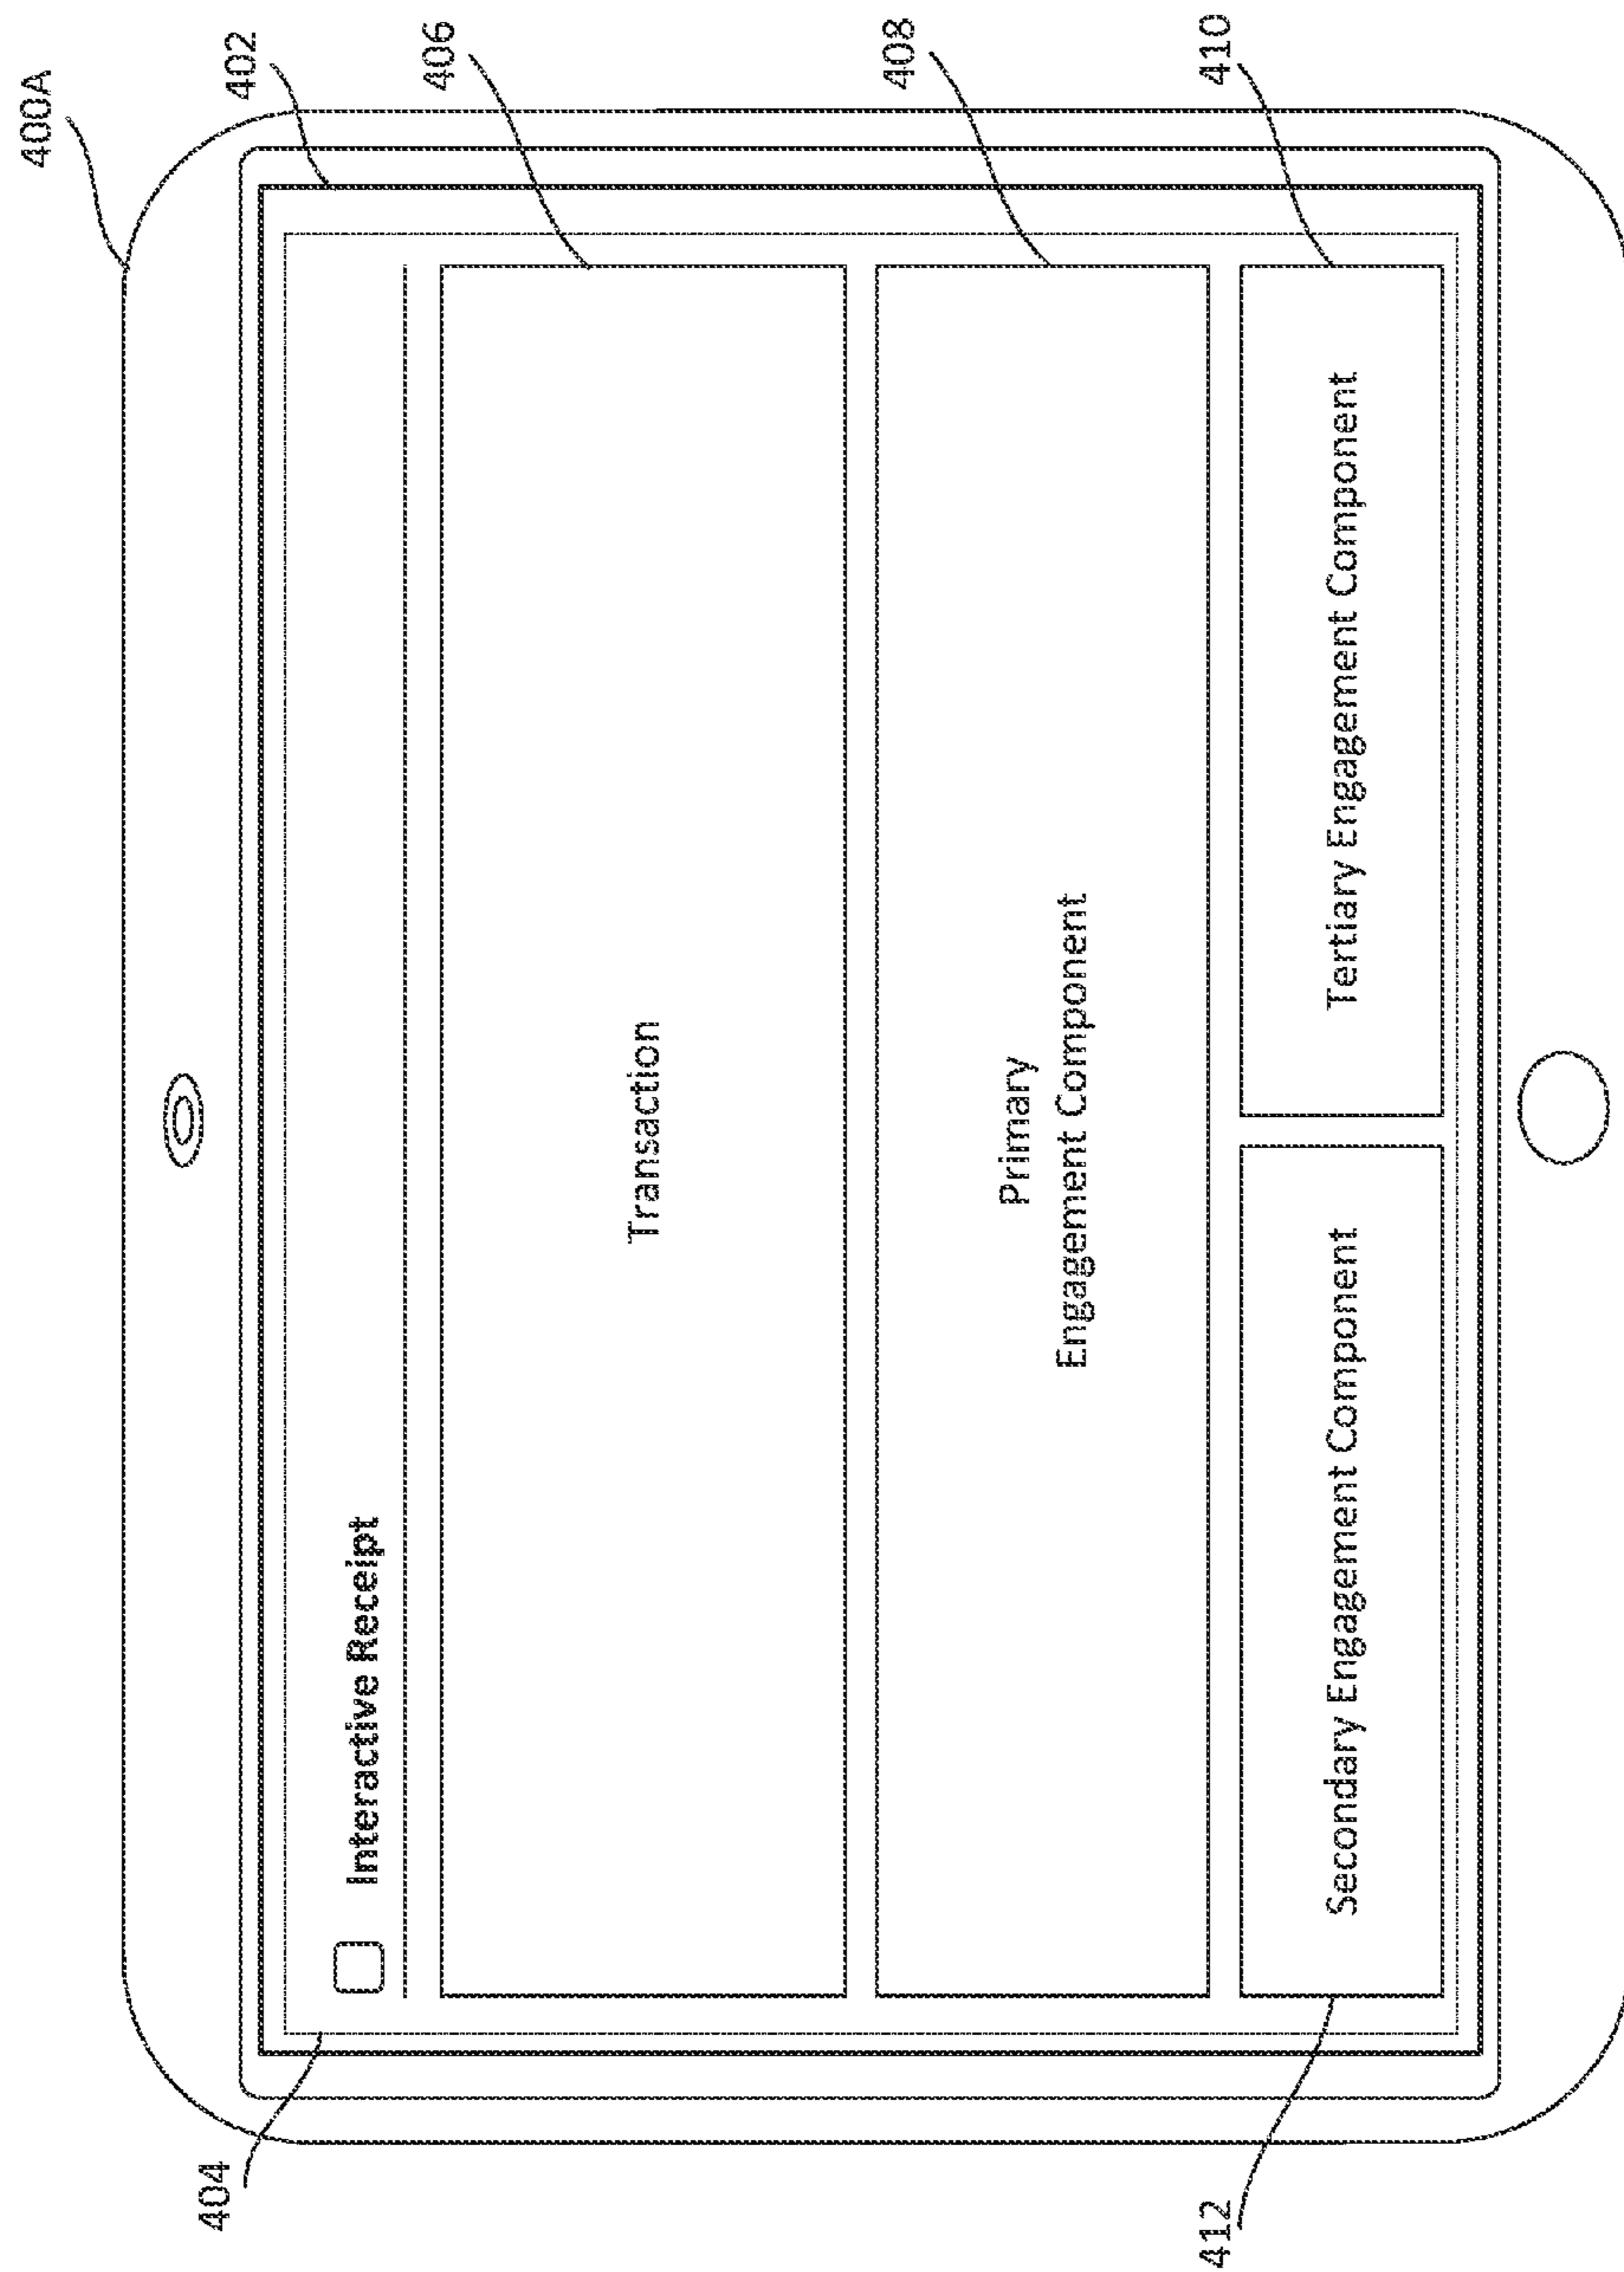 400A
402
404
Interactive Receipt
406
Transaction
408
Primary
Engagement Component
410
412
Secondary Engagement Component
Tertiary Engagement Component